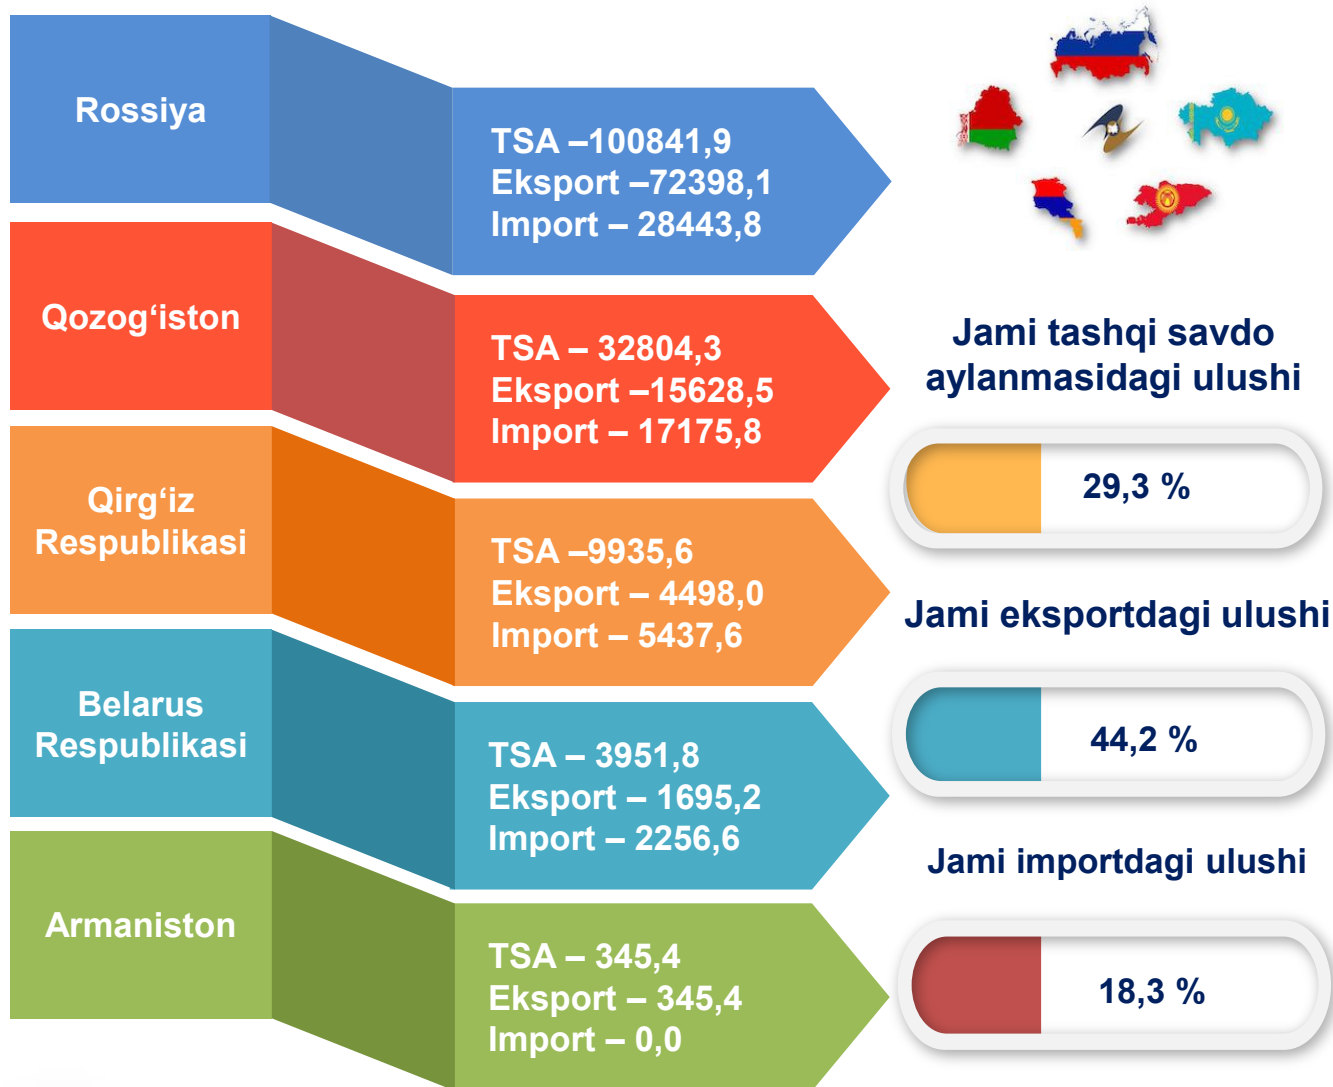 Rossiya
TSA –100841,9
Eksport –72398,1
Import – 28443,8
Qozog‘iston
TSA – 32804,3
Eksport –15628,5
Import – 17175,8
Qirg‘iz
Respublikasi
TSA –9935,6
Eksport – 4498,0
Import – 5437,6
Belarus
Respublikasi
TSA – 3951,8
Eksport – 1695,2
Import – 2256,6
Armaniston
TSA – 345,4
Eksport – 345,4
Import – 0,0
Jami tashqi savdo
aylanmasidagi ulushi
29,3 %
Jami eksportdagi ulushi
44,2 %
Jami importdagi ulushi
18,3 %